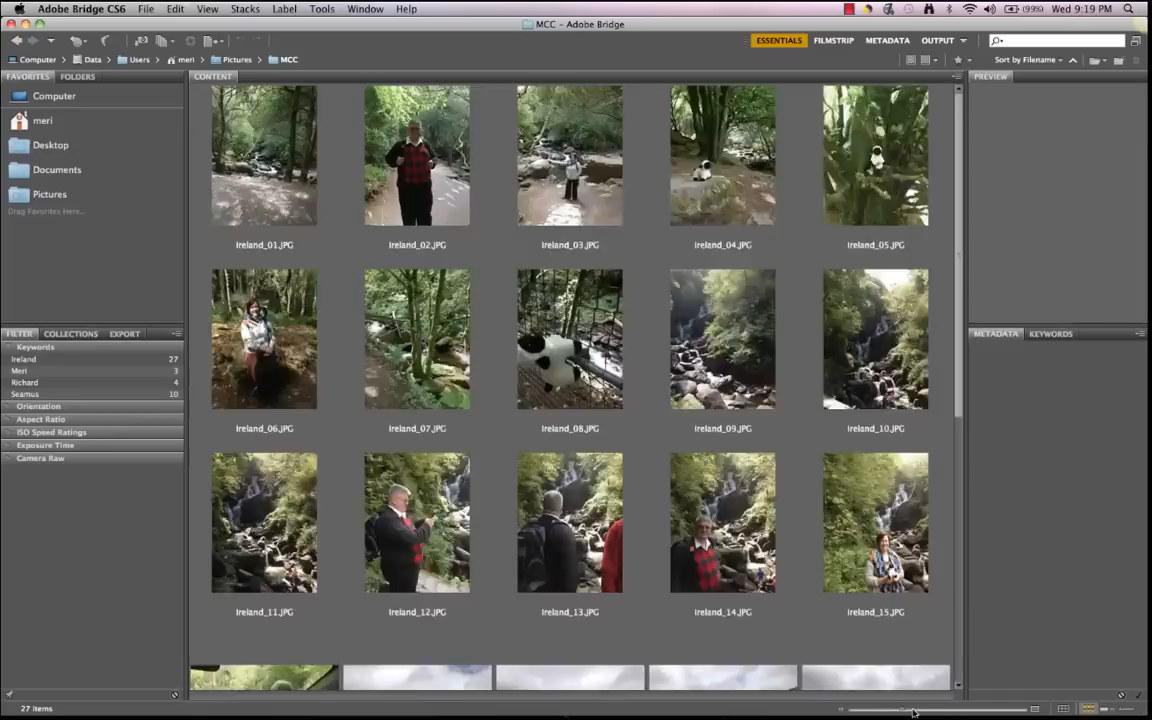 Adobe Bridge CS6 File Edit View Stacks Label Tools Window Help (99%) Wed 9:19 PM
MCC – Adobe Bridge
ESSENTIALS FILMSTRIP METADATA OUTPUT
Computer Data Users meri Pictures MCC Sort by Filename
FAVORITES FOLDERS CONTENT PREVIEW
Computer
meri
Desktop
Documents
Pictures
Drag Favorites Here...
Ireland_01.JPG Ireland_02.JPG Ireland_03.JPG Ireland_04.JPG Ireland_05.JPG
FILTER COLLECTIONS EXPORT METADATA KEYWORDS
Keywords
Ireland 27
Meri 3
Richard 4
Seamus 10
Orientation
Aspect Ratio
ISO Speed Ratings
Exposure Time
Camera Raw
Ireland_06.JPG Ireland_07.JPG Ireland_08.JPG Ireland_09.JPG Ireland_10.JPG
Ireland_11.JPG Ireland_12.JPG Ireland_13.JPG Ireland_14.JPG Ireland_15.JPG
27 items